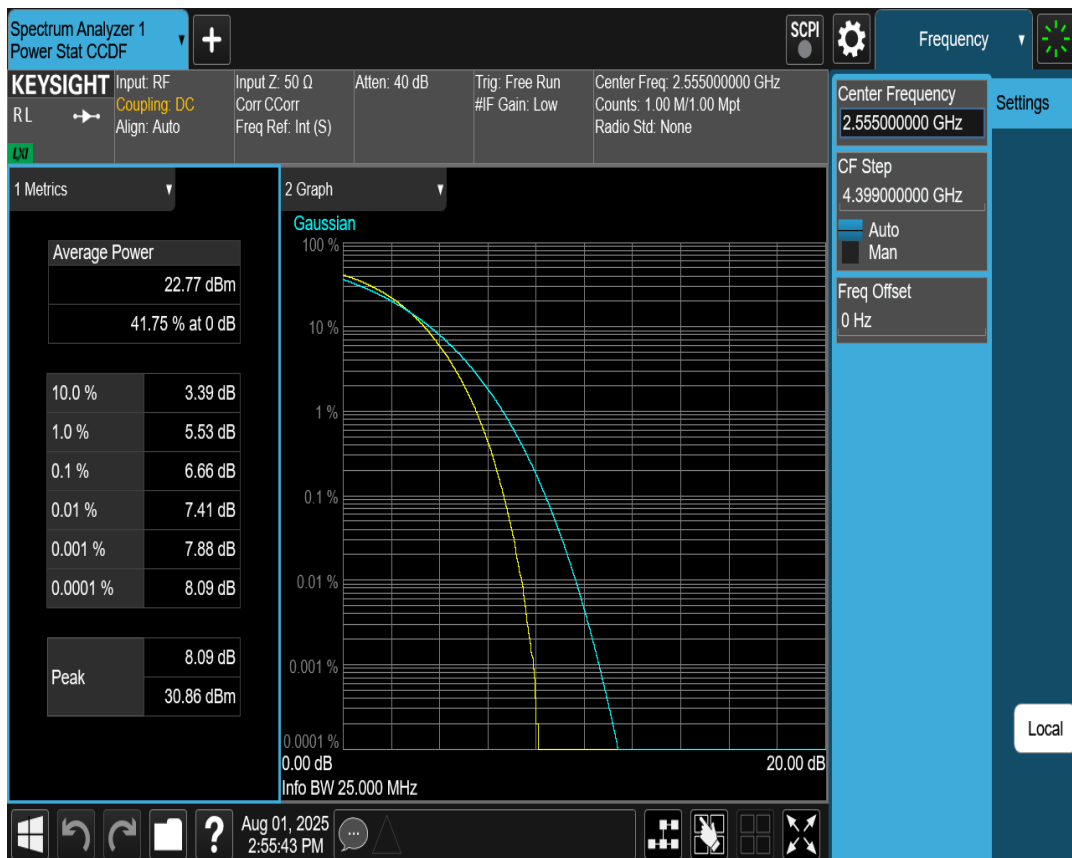 Spectrum Analyzer 1
Power Stat CCDF
SCPI
Frequency
KEYSIGHT
RL
LXI
Input: RF
Coupling: DC
Align: Auto
Input Z: 50 Ω
Corr CCorr
Freq Ref: Int (S)
Atten: 40 dB
Trig: Free Run
#IF Gain: Low
Center Freq: 2.555000000 GHz
Counts: 1.00 M/1.00 Mpt
Radio Std: None
Center Frequency
2.555000000 GHz
Settings
CF Step
4.399000000 GHz
Auto
Man
Freq Offset
0 Hz
1 Metrics
Average Power
22.77 dBm
41.75 % at 0 dB
10.0 % 3.39 dB
1.0 % 5.53 dB
0.1 % 6.66 dB
0.01 % 7.41 dB
0.001 % 7.88 dB
0.0001 % 8.09 dB
Peak
8.09 dB
30.86 dBm
2 Graph
Gaussian
100 %
10 %
1 %
0.1 %
0.01 %
0.001 %
0.0001 %
0.00 dB 20.00 dB
Info BW 25.000 MHz
Local
?
Aug 01, 2025
2:55:43 PM